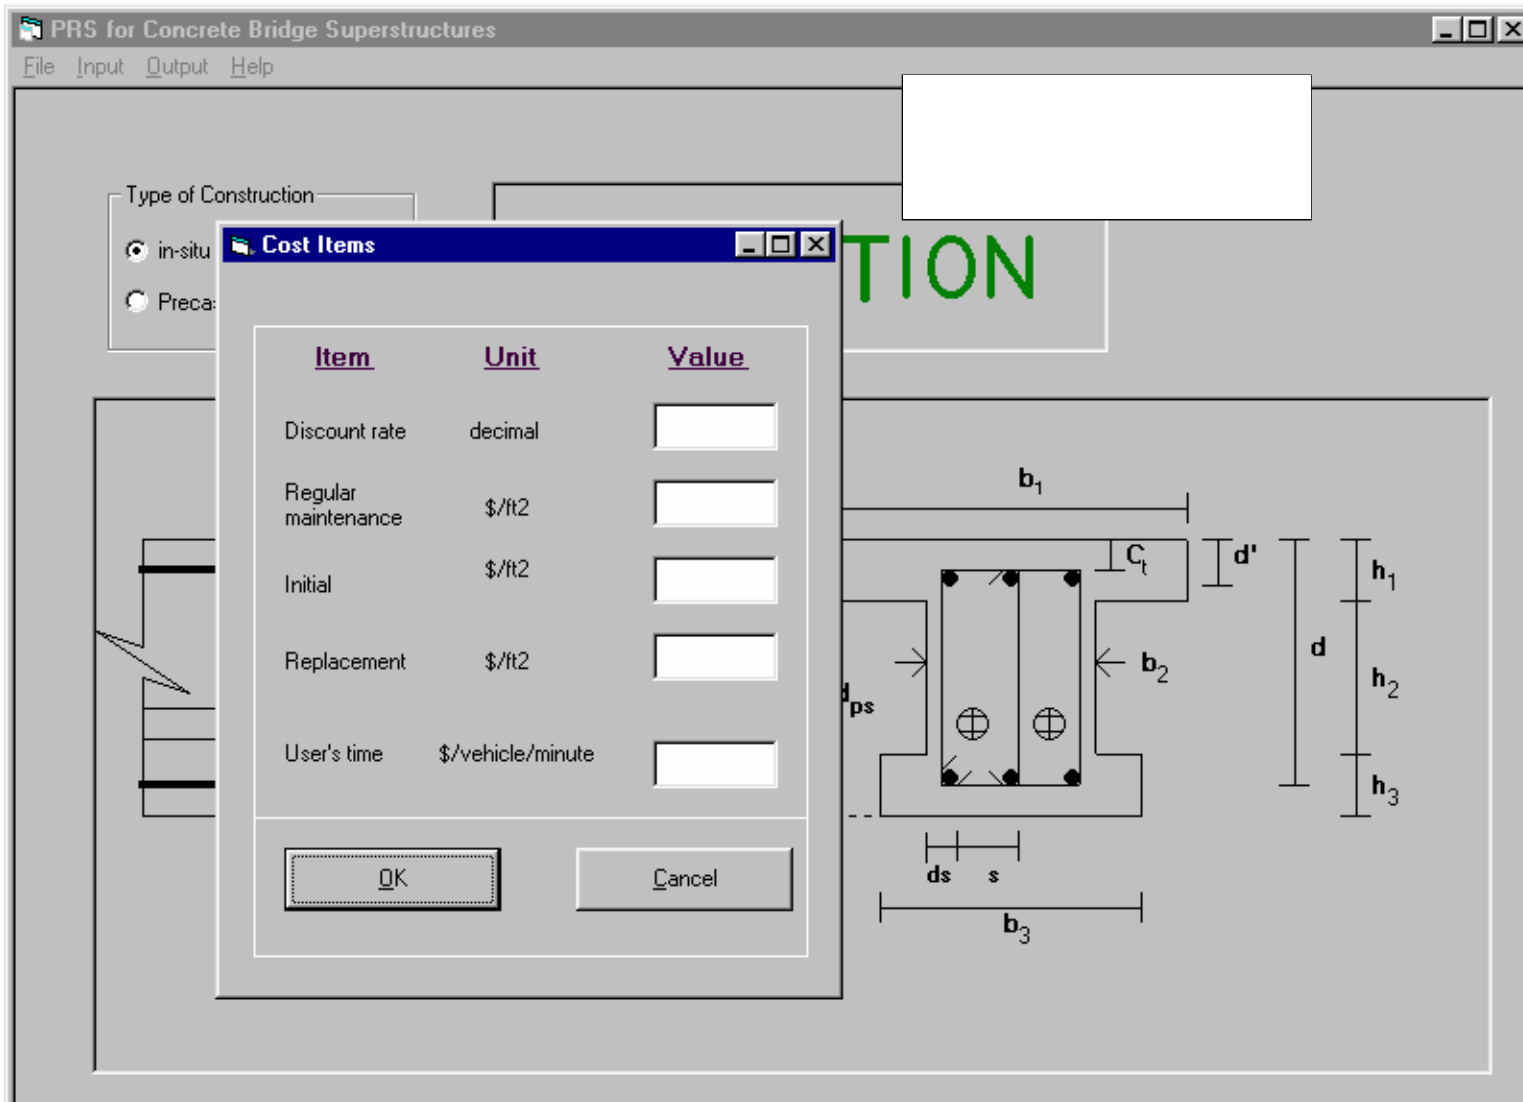 PRS for Concrete Bridge Superstructures
File Input Output Help
Type of Construction
in-situ
Cost Items
TION
Item Unit Value
Discount rate decimal
Regular
maintenance $/ft2
Initial $/ft2
Replacement $/ft2
User's time $/vehicle/minute
OK Cancel
b1
Ct d' h1
d
b2 h2
dps
h3
ds s
b3